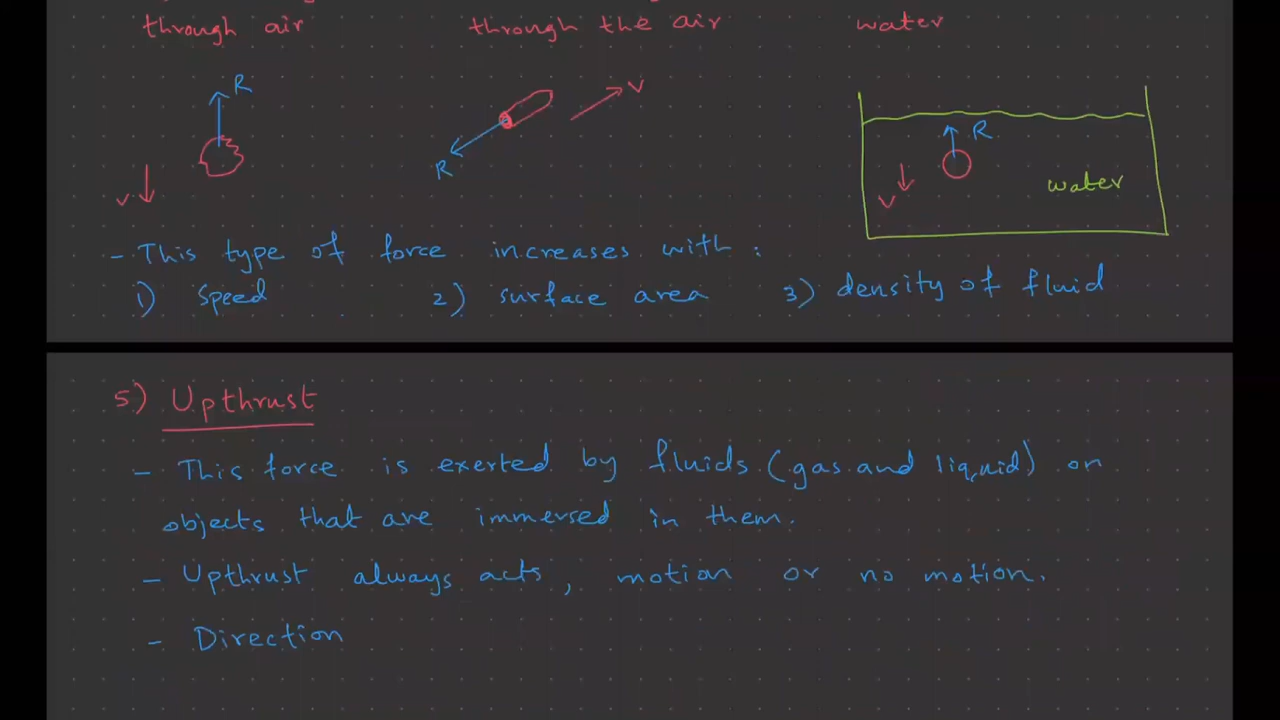 through air
through the air
water
R
V
R
V
R
V
water
- This type of force increases with :
1) Speed 2) surface area 3) density of fluid
5) Upthrust
- This force is exerted by fluids (gas and liquid) on
objects that are immersed in them.
- Upthrust always acts, motion or no motion.
- Direction